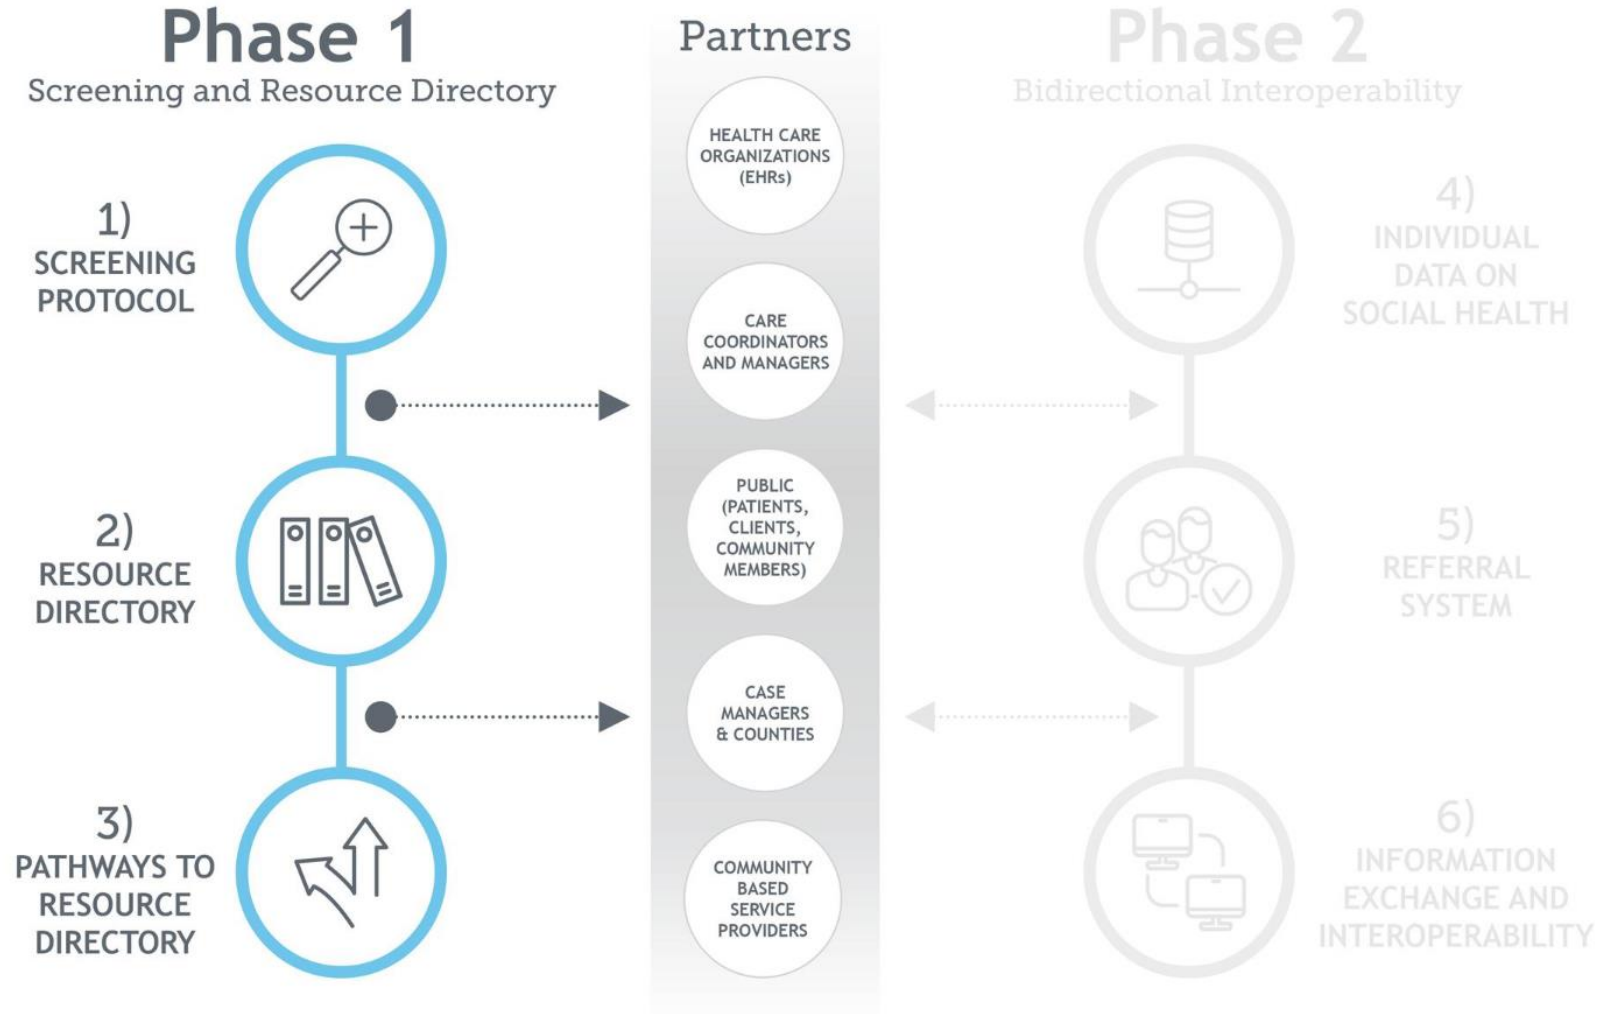 Phase 1
Screening and Resource Directory
1)
SCREENING
PROTOCOL
2)
RESOURCE
DIRECTORY
3)
PATHWAYS TO
RESOURCE
DIRECTORY
Partners
HEALTH CARE
ORGANIZATIONS
(EHRs)
CARE
COORDINATORS
AND MANAGERS
PUBLIC
(PATIENTS,
CLIENTS,
COMMUNITY
MEMBERS)
CASE
MANAGERS
& COUNTIES
COMMUNITY
BASED
SERVICE
PROVIDERS
Phase 2
Bidirectional Interoperability
4)
INDIVIDUAL
DATA ON
SOCIAL HEALTH
5)
REFERRAL
SYSTEM
6)
INFORMATION
EXCHANGE AND
INTEROPERABILITY